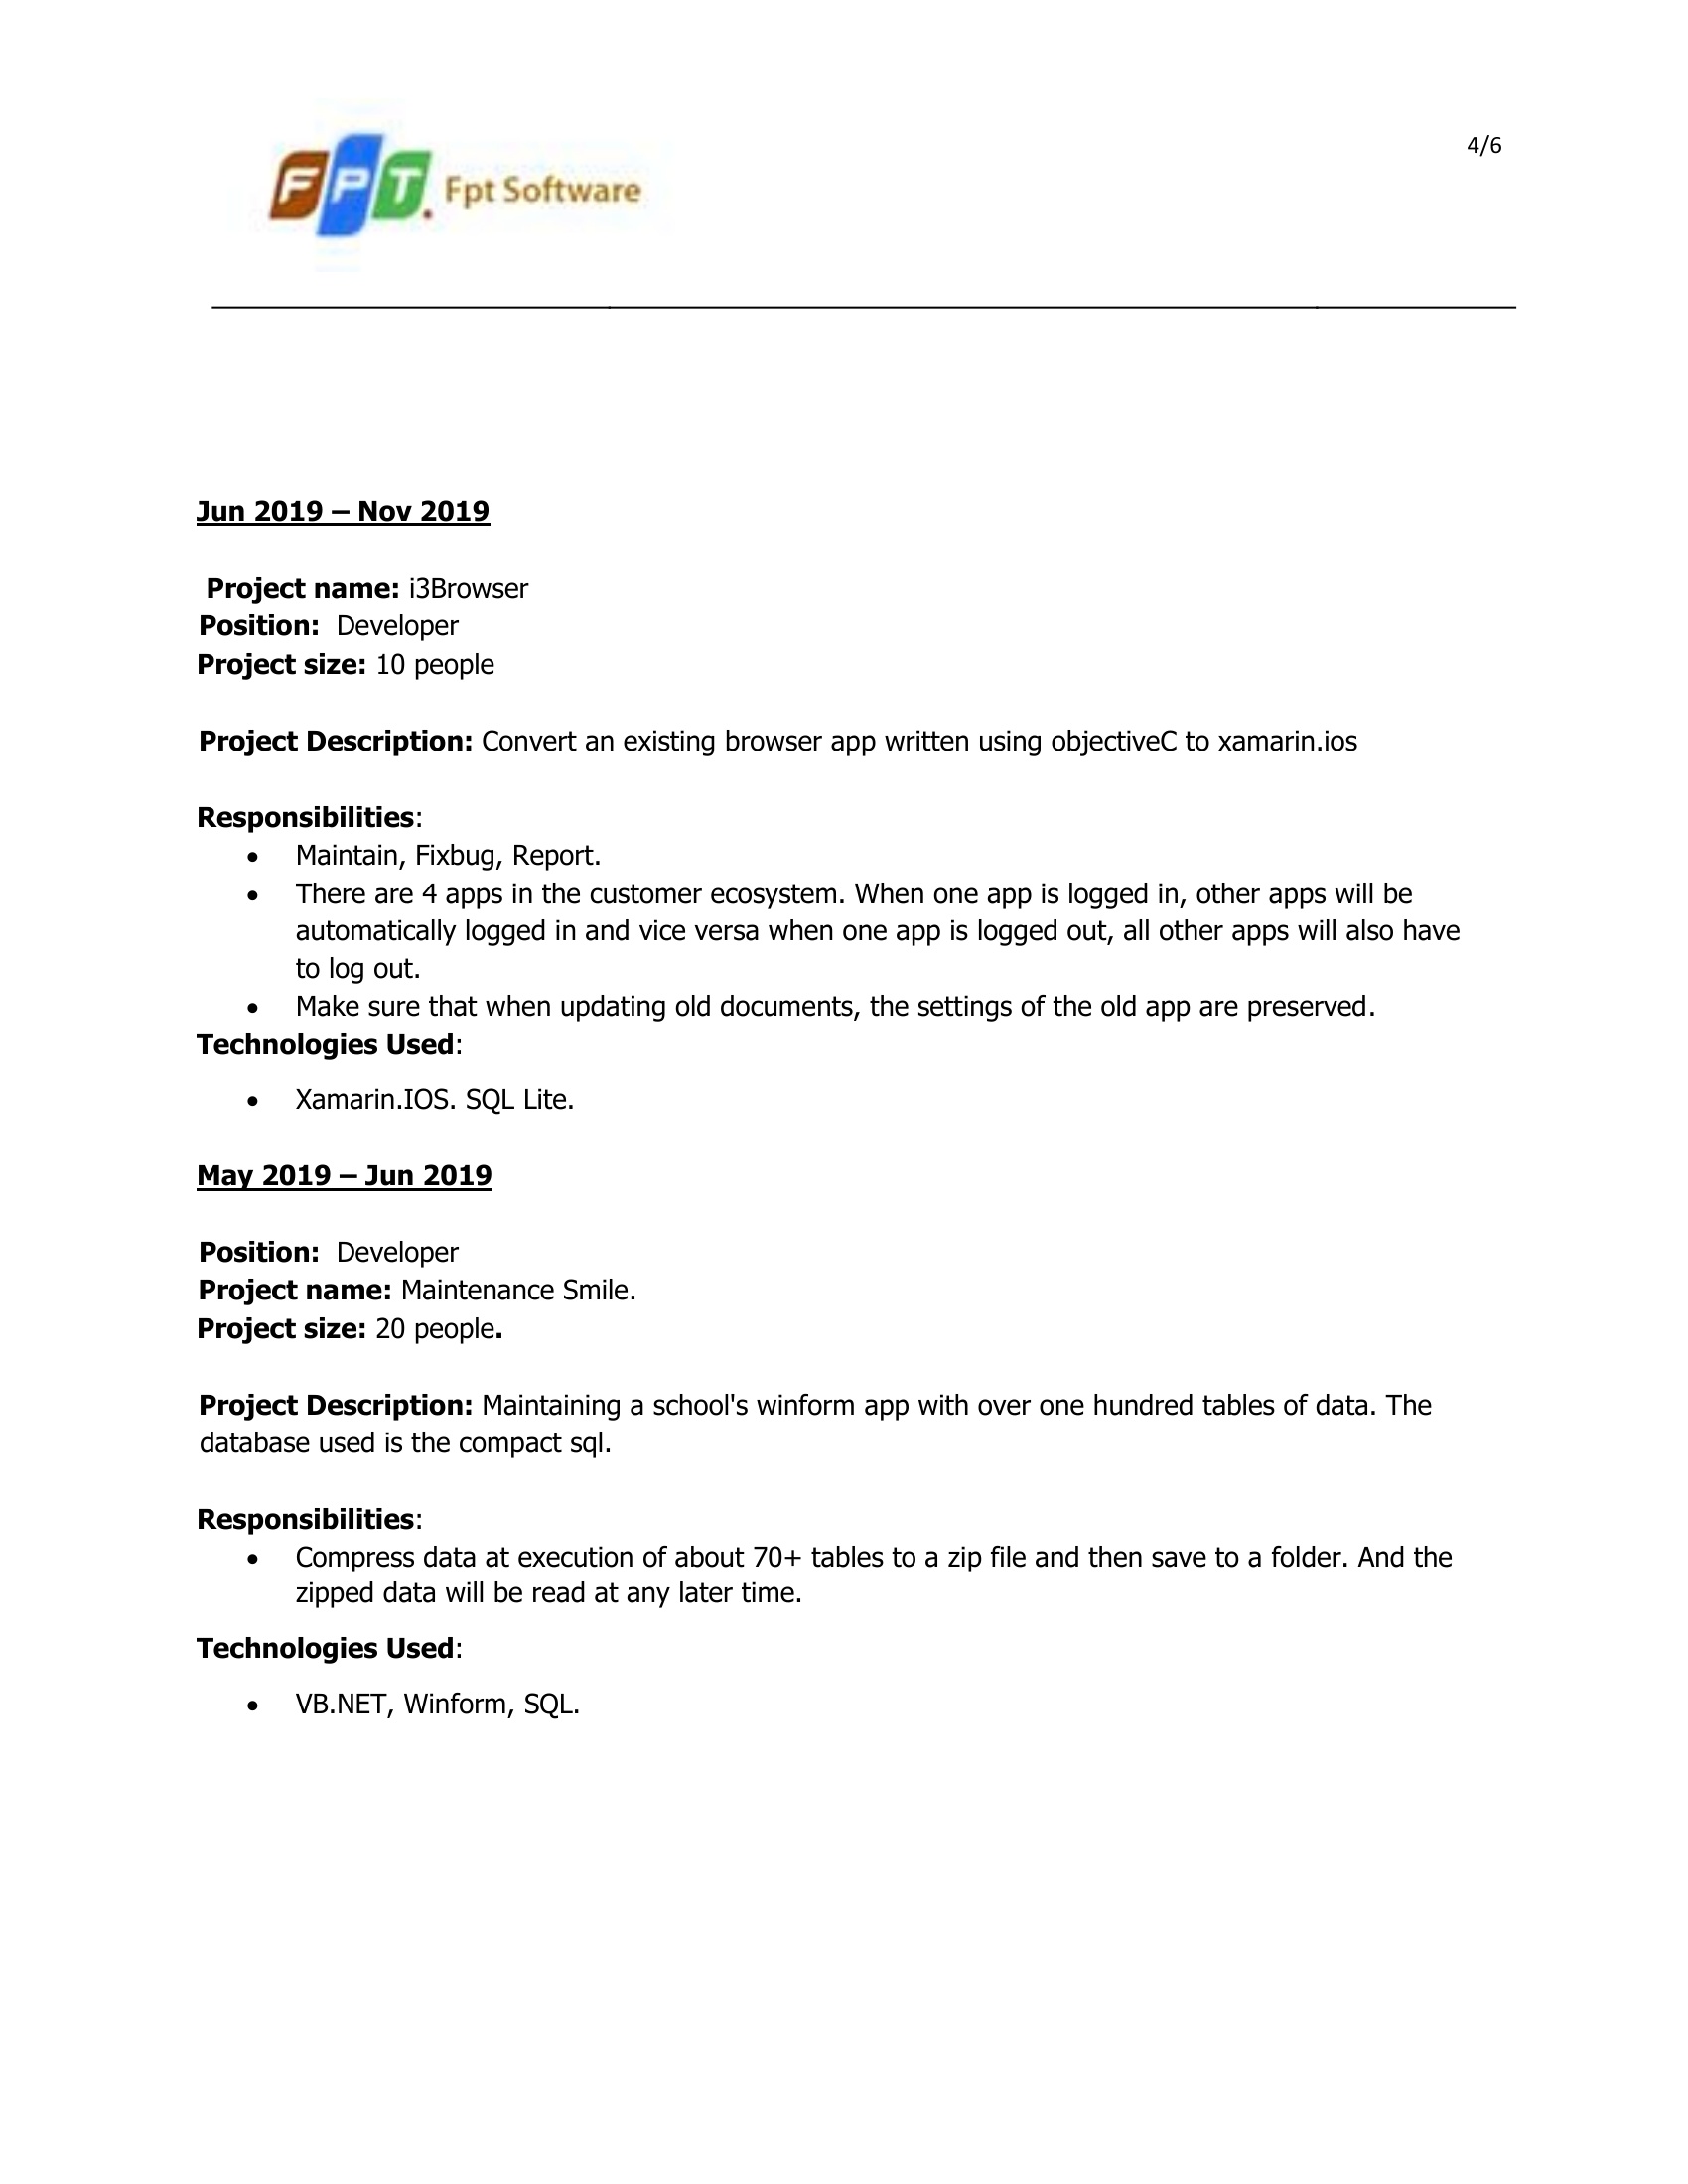 FPT. Fpt Software
4/6
Jun 2019 – Nov 2019
Project name: i3Browser
Position: Developer
Project size: 10 people
Project Description: Convert an existing browser app written using objectiveC to xamarin.ios
Responsibilities:
• Maintain, Fixbug, Report.
• There are 4 apps in the customer ecosystem. When one app is logged in, other apps will be
automatically logged in and vice versa when one app is logged out, all other apps will also have
to log out.
• Make sure that when updating old documents, the settings of the old app are preserved.
Technologies Used:
• Xamarin.IOS. SQL Lite.
May 2019 – Jun 2019
Position: Developer
Project name: Maintenance Smile.
Project size: 20 people.
Project Description: Maintaining a school's winform app with over one hundred tables of data. The
database used is the compact sql.
Responsibilities:
• Compress data at execution of about 70+ tables to a zip file and then save to a folder. And the
zipped data will be read at any later time.
Technologies Used:
• VB.NET, Winform, SQL.